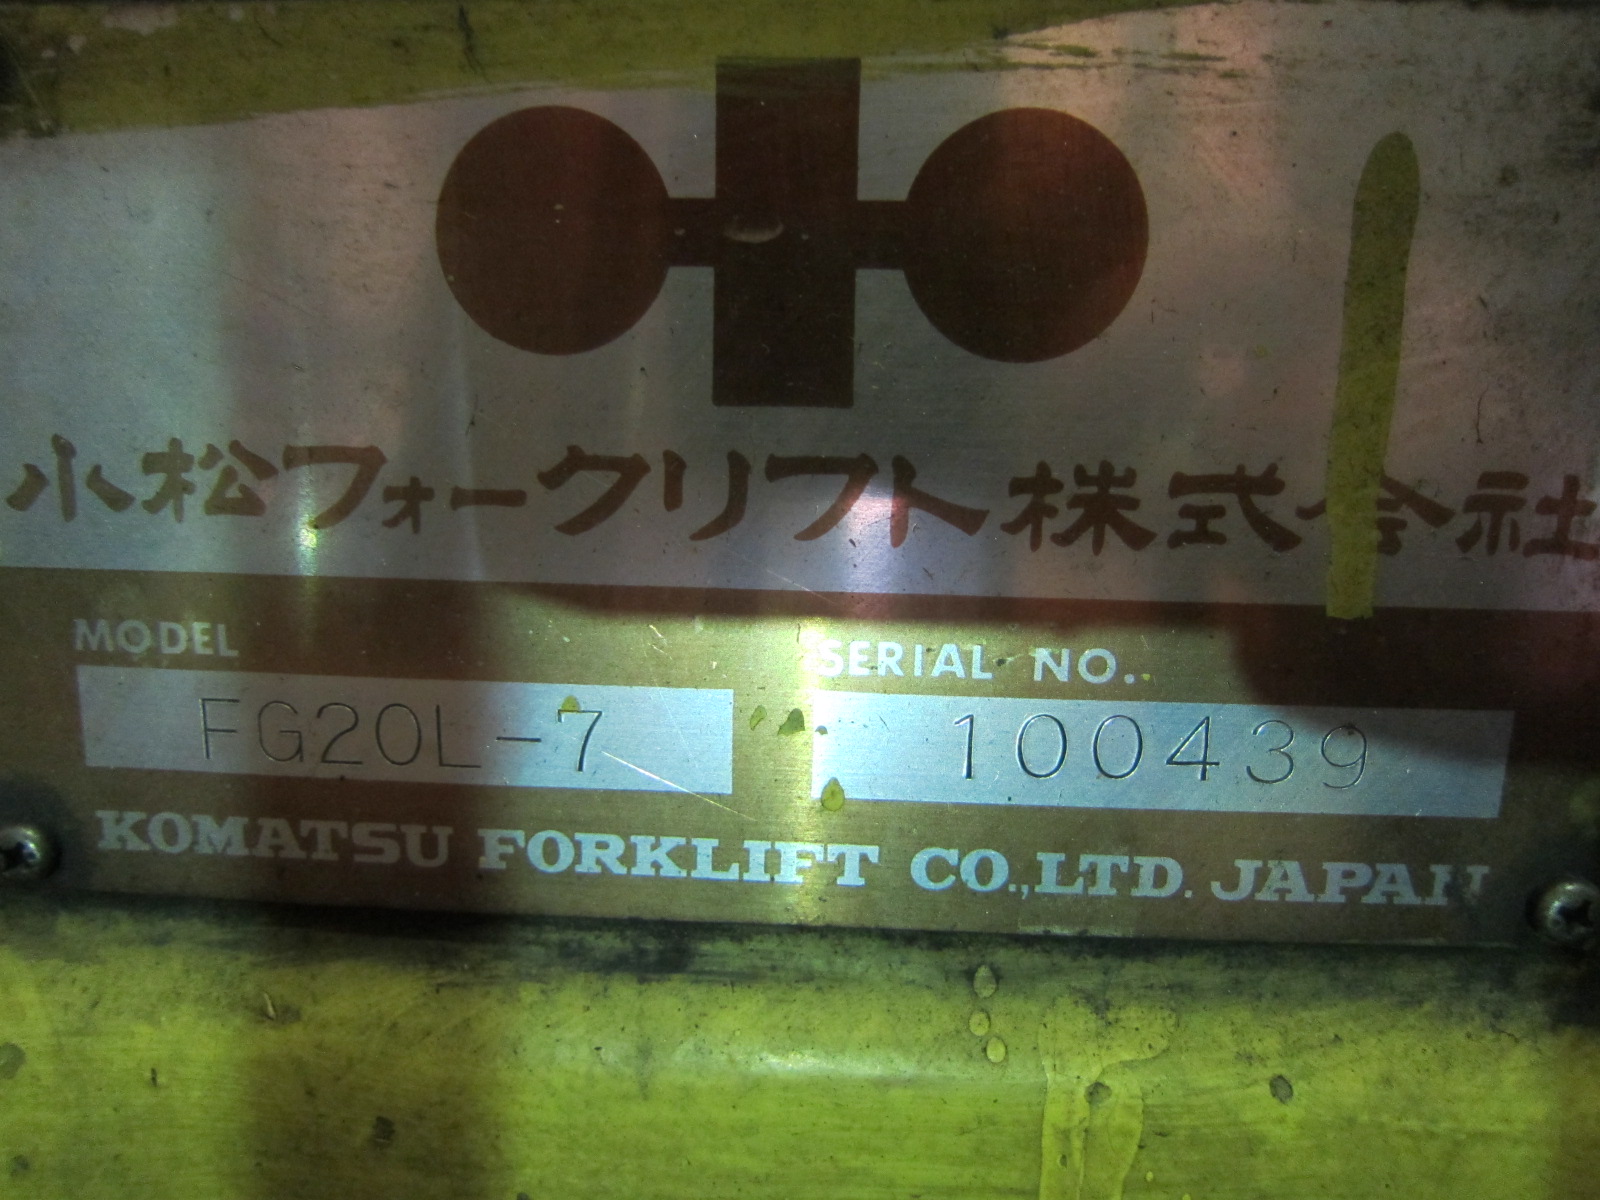 小松フォークリフト株式会社
MODEL SERIAL NO.
FG20L-7 100439
KOMATSU FORKLIFT CO.,LTD. JAPAN